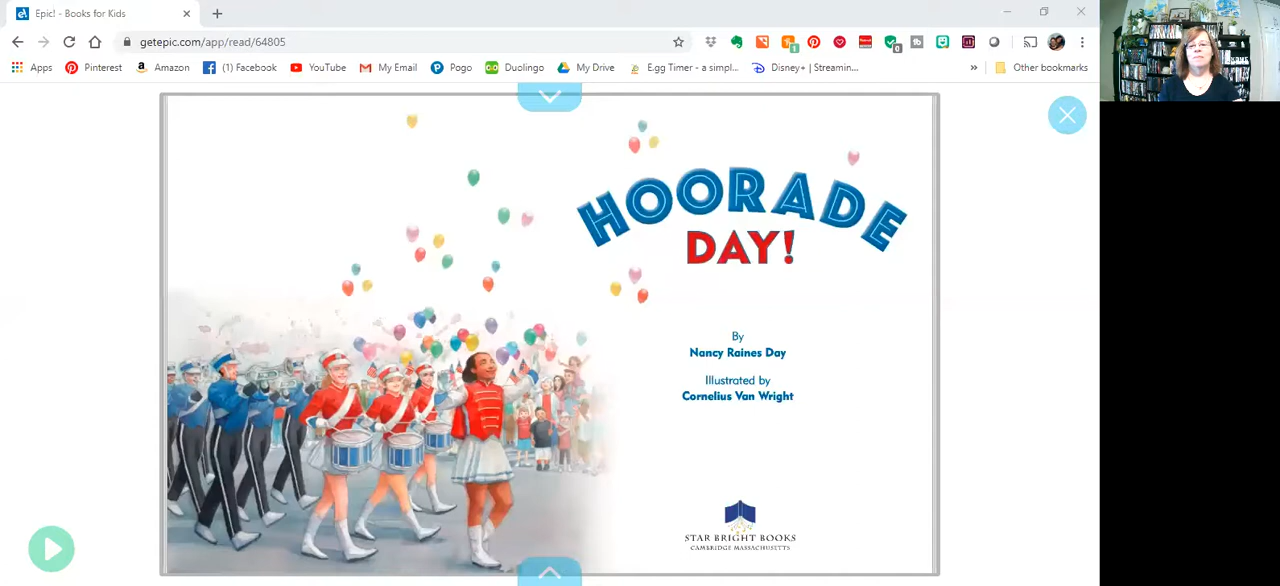 Epic! - Books for Kids
getepic.com/app/read/64805
Apps Pinterest Amazon (1) Facebook YouTube My Email Pogo Duolingo My Drive E.gg Timer - a simpl... Disney+ | Streamin... » Other bookmarks
HOORADE
DAY!
By
Nancy Raines Day
Illustrated by
Cornelius Van Wright
STAR BRIGHT BOOKS
CAMBRIDGE MASSACHUSETTS